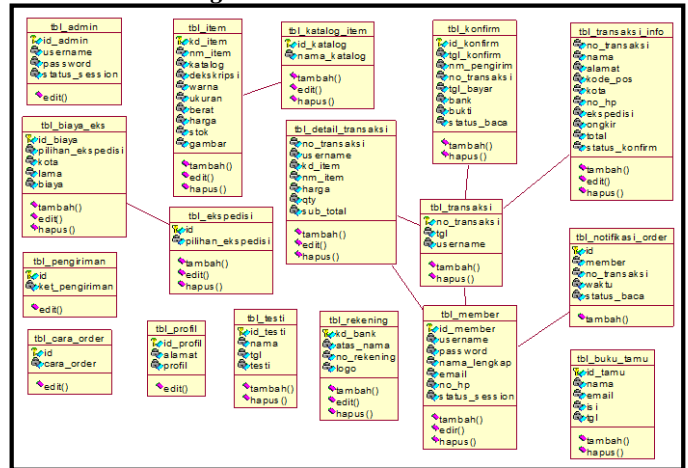 tbl_admin
id_admin
username
password
status_session
edit()
tbl_item
kd_item
nm_item
katalog
dekskripsi
warna
ukuran
berat
harga
stok
gambar
tambah()
edit()
hapus()
tbl_katalog_item
id_katalog
nama_katalog
tambah()
edit()
hapus()
tbl_konfirm
id_konfirm
tgl_konfirm
nm_pengirim
no_transaksi
tgl_bayar
bank
bukti
status_baca
tambah()
hapus()
tbl_transaksi_info
no_transaksi
nama
alamat
kode_pos
kota
no_hp
ekspedisi
ongkir
total
status_konfirm
tambah()
edit()
hapus()
tbl_biaya_eks
id_biaya
pilihan_ekspedisi
kota
lama
biaya
tambah()
edit()
hapus()
tbl_detail_transaksi
no_transaksi
username
kd_item
nm_item
harga
qty
sub_total
tambah()
edit()
hapus()
tbl_ekspedisi
id
pilihan_ekspedisi
tambah()
edit()
hapus()
tbl_transaksi
no_transaksi
tgl
username
tambah()
hapus()
tbl_notifikasi_order
id
member
no_transaksi
waktu
status_baca
tambah()
tbl_pengiriman
id
ket_pengiriman
edit()
tbl_cara_order
id
cara_order
edit()
tbl_profil
id_profil
alamat
profil
edit()
tbl_testi
id_testi
nama
tgl
testi
tambah()
hapus()
tbl_rekening
kd_bank
atas_nama
no_rekening
logo
tambah()
edit()
hapus()
tbl_member
id_member
username
password
nama_lengkap
email
no_hp
status_session
tambah()
edir()
hapus()
tbl_buku_tamu
id_tamu
nama
email
isi
tgl
tambah()
hapus()